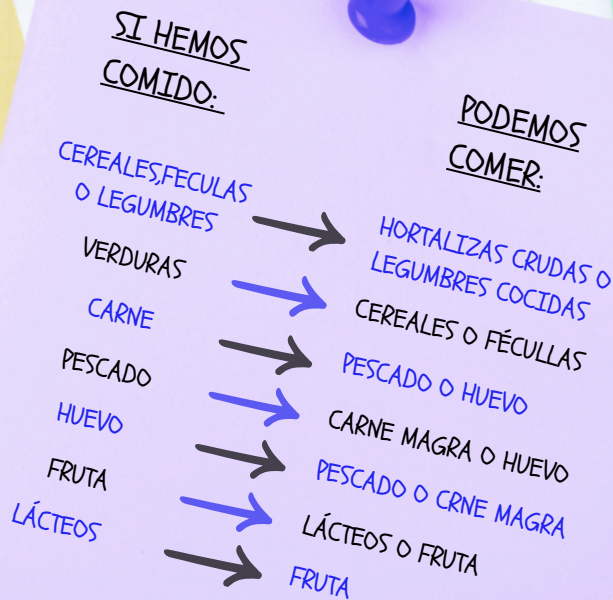 SI HEMOS
COMIDO:
PODEMOS
COMER:
CEREALES,FECULAS
O LEGUMBRES
HORTALIZAS CRUDAS O
LEGUMBRES COCIDAS
VERDURAS
CEREALES O FÉCULLAS
CARNE
PESCADO O HUEVO
PESCADO
CARNE MAGRA O HUEVO
HUEVO
PESCADO O CRNE MAGRA
FRUTA
LÁCTEOS O FRUTA
LÁCTEOS
FRUTA